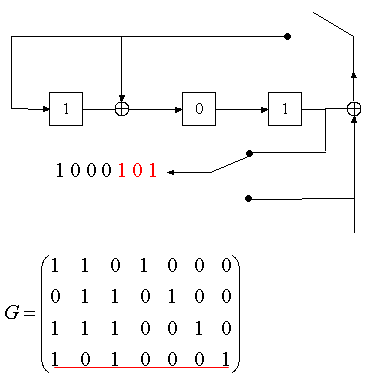 1 0 1
1 0 0 0 1 0 1
G = ( 1 1 0 1 0 0 0
0 1 1 0 1 0 0
1 1 1 0 0 1 0
1 0 1 0 0 0 1 )